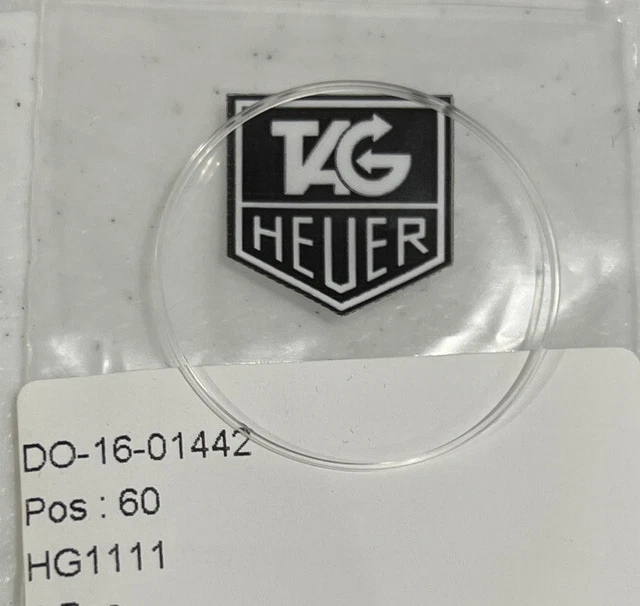 TAG
HEUER
DO-16-01442
Pos : 60
HG1111